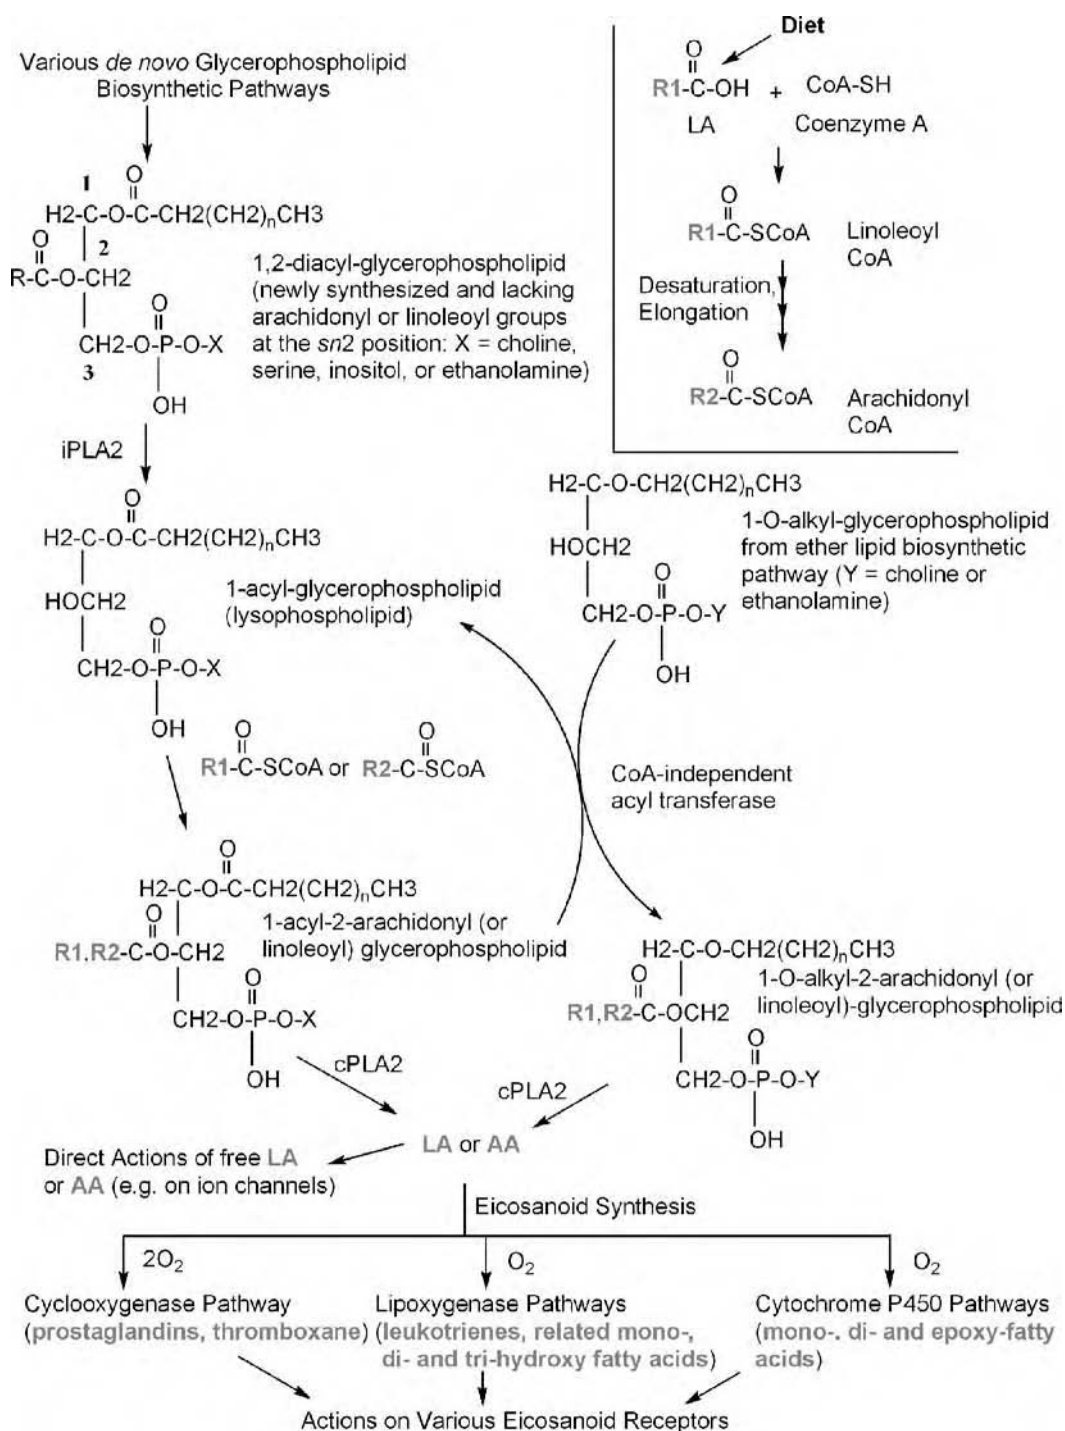 Various de novo Glycerophospholipid
Biosynthetic Pathways
1
O
H2-C-O-C-CH2(CH2)nCH3
O
2
R-C-O-CH2
O
CH2-O-P-O-X
3
OH
1,2-diacyl-glycerophospholipid
(newly synthesized and lacking
arachidonyl or linoleoyl groups
at the sn2 position: X = choline,
serine, inositol, or ethanolamine)
Diet
O
R1-C-OH + CoA-SH
LA Coenzyme A
O
R1-C-SCoA
Linoleoyl
CoA
Desaturation,
Elongation
O
R2-C-SCoA
Arachidonyl
CoA
iPLA2
O
H2-C-O-C-CH2(CH2)nCH3
HOCH2
O
CH2-O-P-O-X
OH
1-acyl-glycerophospholipid
(lysophospholipid)
H2-C-O-CH2(CH2)nCH3
HOCH2
O
CH2-O-P-O-Y
OH
1-O-alkyl-glycerophospholipid
from ether lipid biosynthetic
pathway (Y = choline or
ethanolamine)
O O
R1-C-SCoA or R2-C-SCoA
CoA-independent
acyl transferase
O
H2-C-O-C-CH2(CH2)nCH3
O
R1,R2-C-O-CH2
O
CH2-O-P-O-X
OH
1-acyl-2-arachidonyl (or
linoleoyl) glycerophospholipid
H2-C-O-CH2(CH2)nCH3
O
R1,R2-C-OCH2
O
CH2-O-P-O-Y
OH
1-O-alkyl-2-arachidonyl (or
linoleoyl)-glycerophospholipid
cPLA2
cPLA2
LA or AA
Direct Actions of free LA
or AA (e.g. on ion channels)
Eicosanoid Synthesis
2O2 O2 O2
Cyclooxygenase Pathway
(prostaglandins, thromboxane)
Lipoxygenase Pathways
(leukotrienes, related mono-,
di- and tri-hydroxy fatty acids)
Cytochrome P450 Pathways
(mono-. di- and epoxy-fatty
acids)
Actions on Various Eicosanoid Receptors